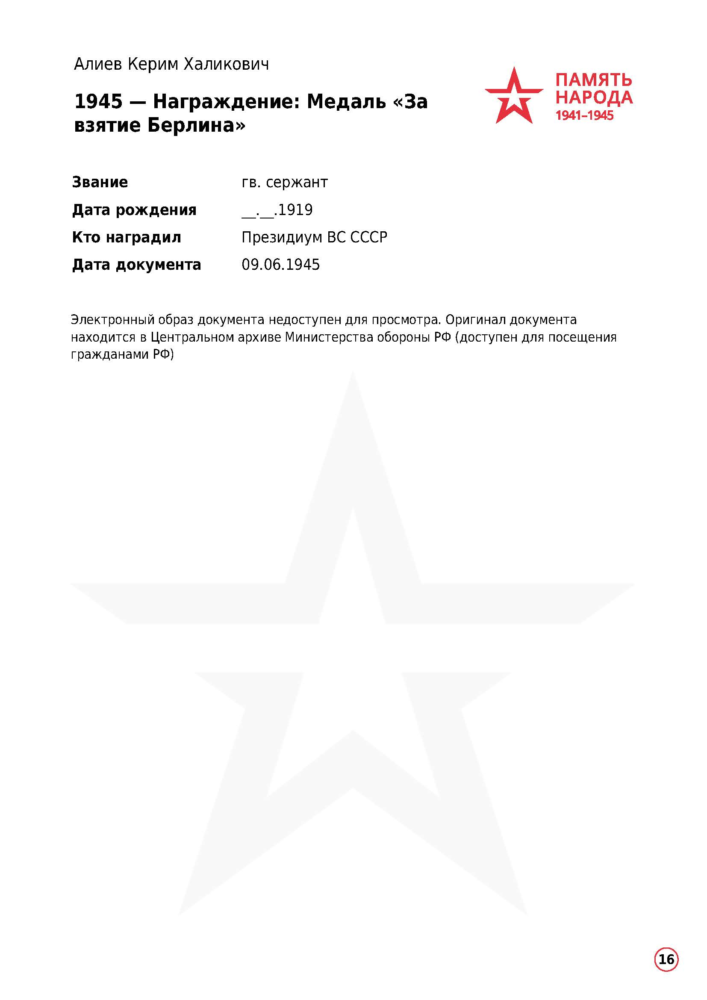 Алиев Керим Халикович
ПАМЯТЬ
НАРОДА
1941–1945
1945 — Награждение: Медаль «За
взятие Берлина»
Звание гв. сержант
Дата рождения __.__.1919
Кто наградил Президиум ВС СССР
Дата документа 09.06.1945
Электронный образ документа недоступен для просмотра. Оригинал документа
находится в Центральном архиве Министерства обороны РФ (доступен для посещения
гражданами РФ)
16